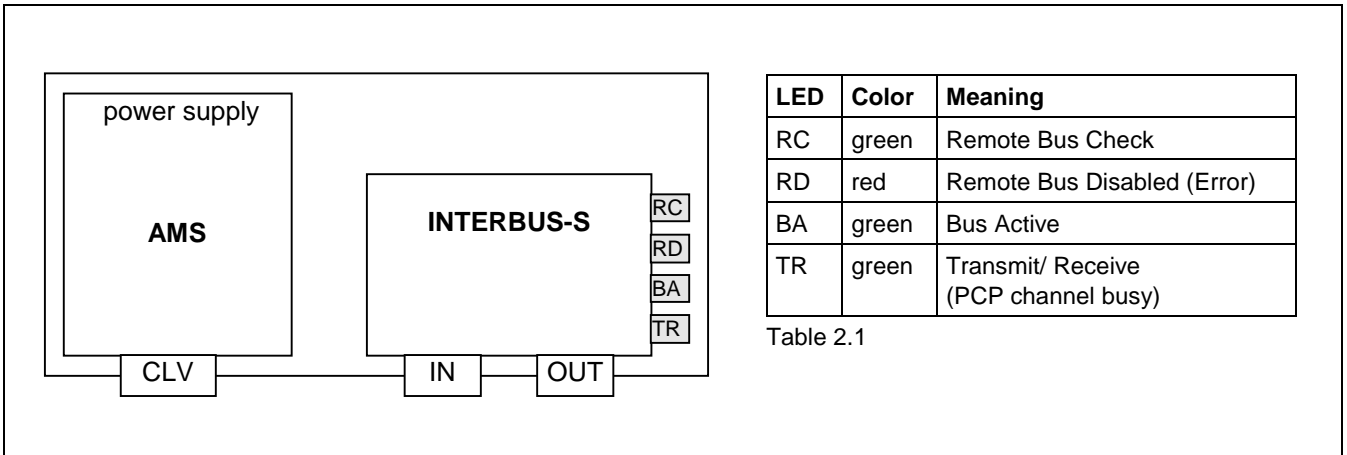 power supply
AMS
INTERBUS-S
RC
RD
BA
TR
CLV
IN
OUT
LED Color Meaning
RC green Remote Bus Check
RD red Remote Bus Disabled (Error)
BA green Bus Active
TR green Transmit/ Receive
(PCP channel busy)
Table 2.1